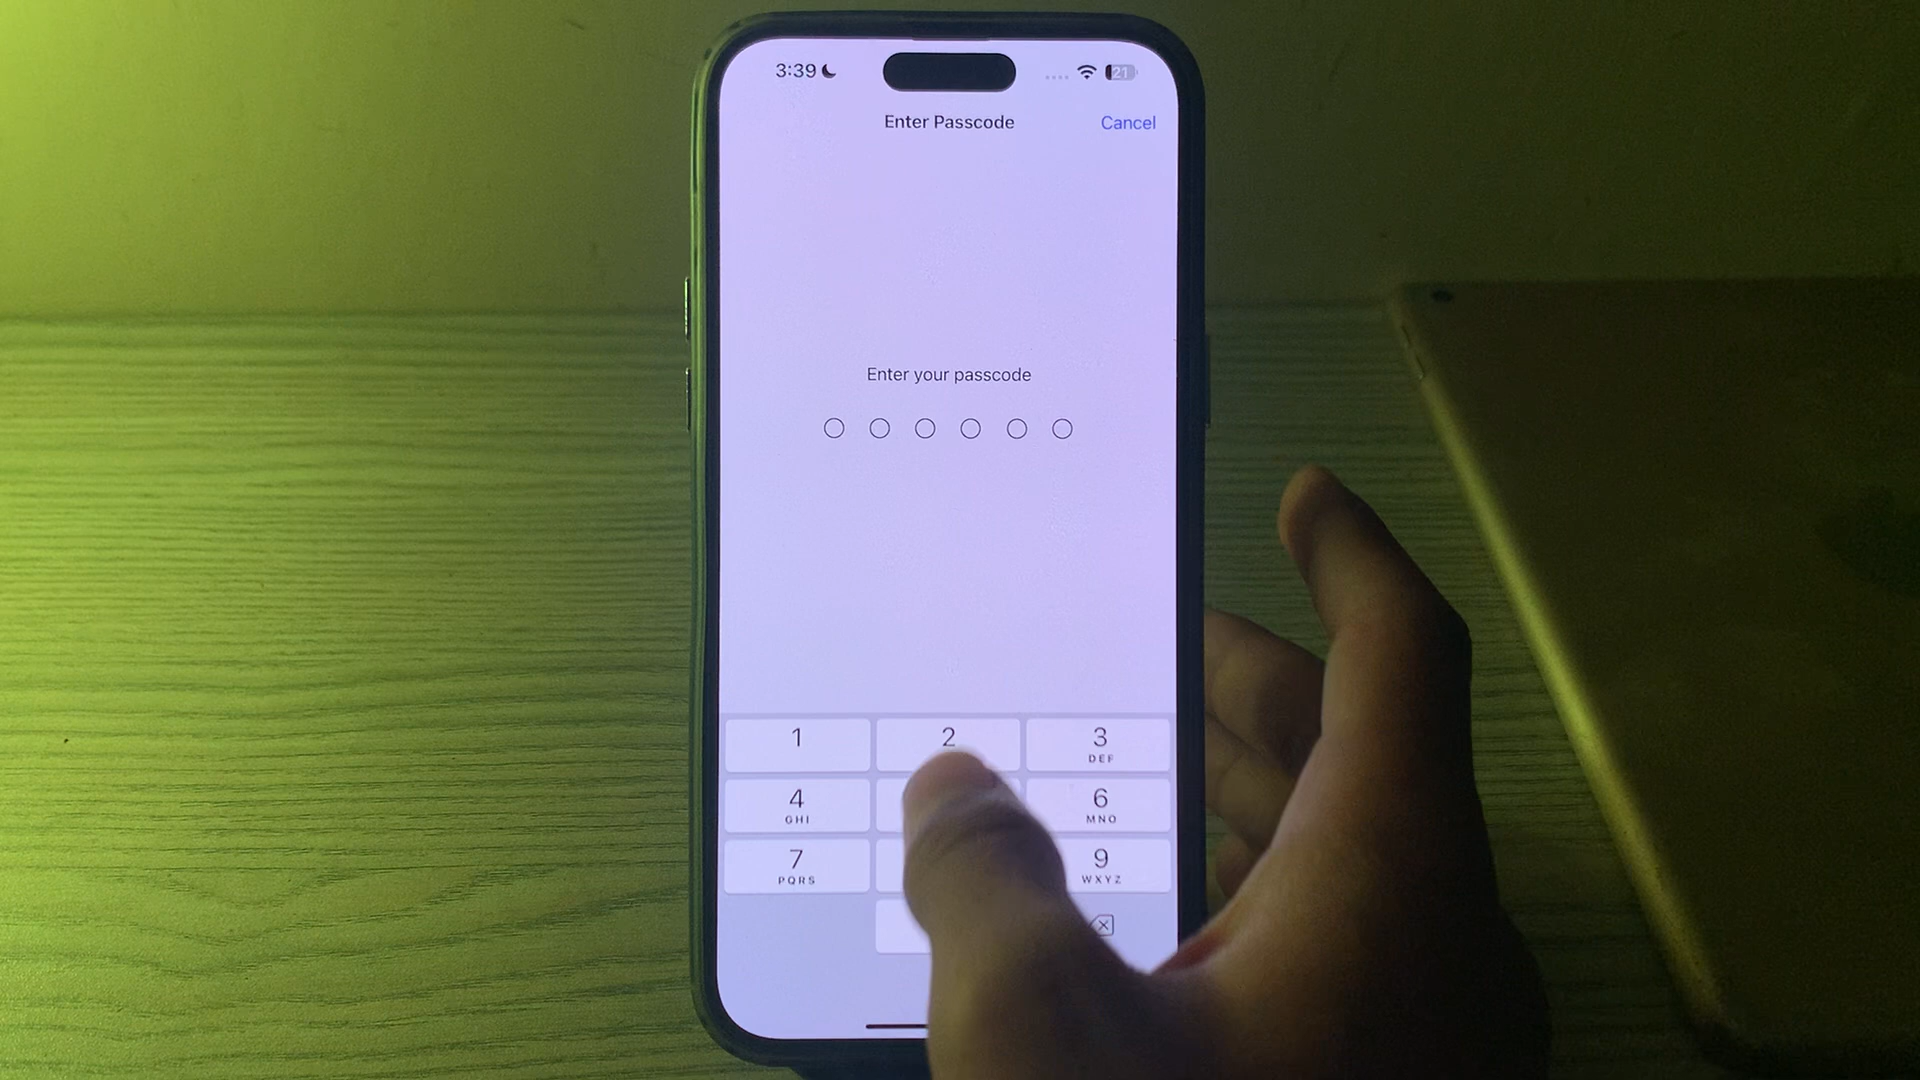 3:39
21
Enter Passcode
Cancel
Enter your passcode
1
2
3
DEF
4
GHI
6
MNO
7
PQRS
9
WXYZ